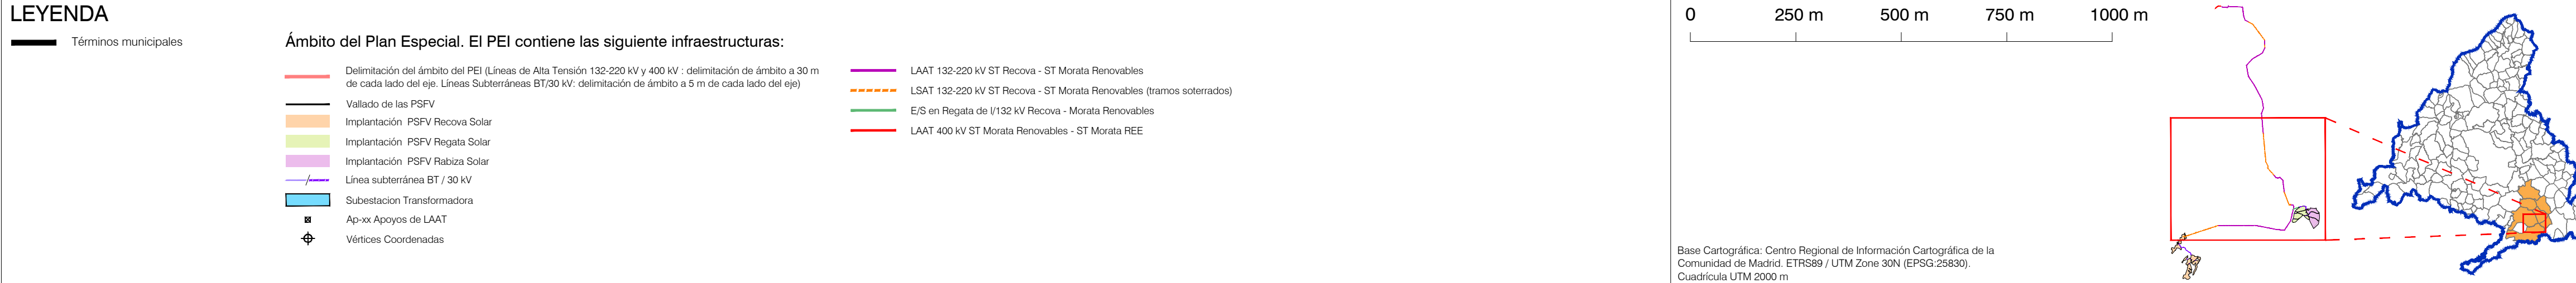 LEYENDA
Términos municipales
Ámbito del Plan Especial. El PEI contiene las siguiente infraestructuras:
Delimitación del ámbito del PEI (Líneas de Alta Tensión 132-220 kV y 400 kV : delimitación de ámbito a 30 m
de cada lado del eje. Líneas Subterráneas BT/30 kV: delimitación de ámbito a 5 m de cada lado del eje)
Vallado de las PSFV
Implantación PSFV Recova Solar
Implantación PSFV Regata Solar
Implantación PSFV Rabiza Solar
Línea subterránea BT / 30 kV
Subestacion Transformadora
Ap-xx Apoyos de LAAT
Vértices Coordenadas
LAAT 132-220 kV ST Recova - ST Morata Renovables
LSAT 132-220 kV ST Recova - ST Morata Renovables (tramos soterrados)
E/S en Regata de l/132 kV Recova - Morata Renovables
LAAT 400 kV ST Morata Renovables - ST Morata REE
0 250 m 500 m 750 m 1000 m
Base Cartográfica: Centro Regional de Información Cartográfica de la
Comunidad de Madrid. ETRS89 / UTM Zone 30N (EPSG:25830).
Cuadrícula UTM 2000 m